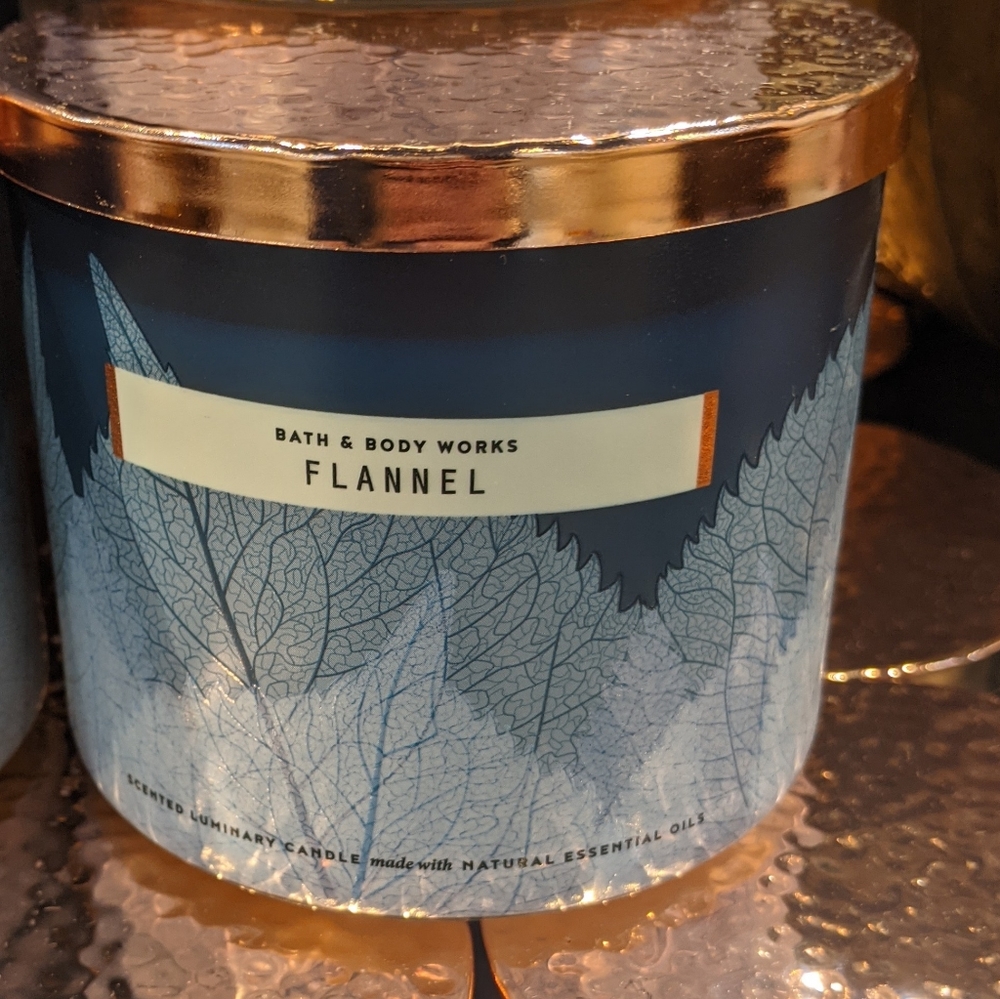 BATH & BODY WORKS
FLANNEL
SCENTED LUMINARY CANDLE made with NATURAL ESSENTIAL OILS